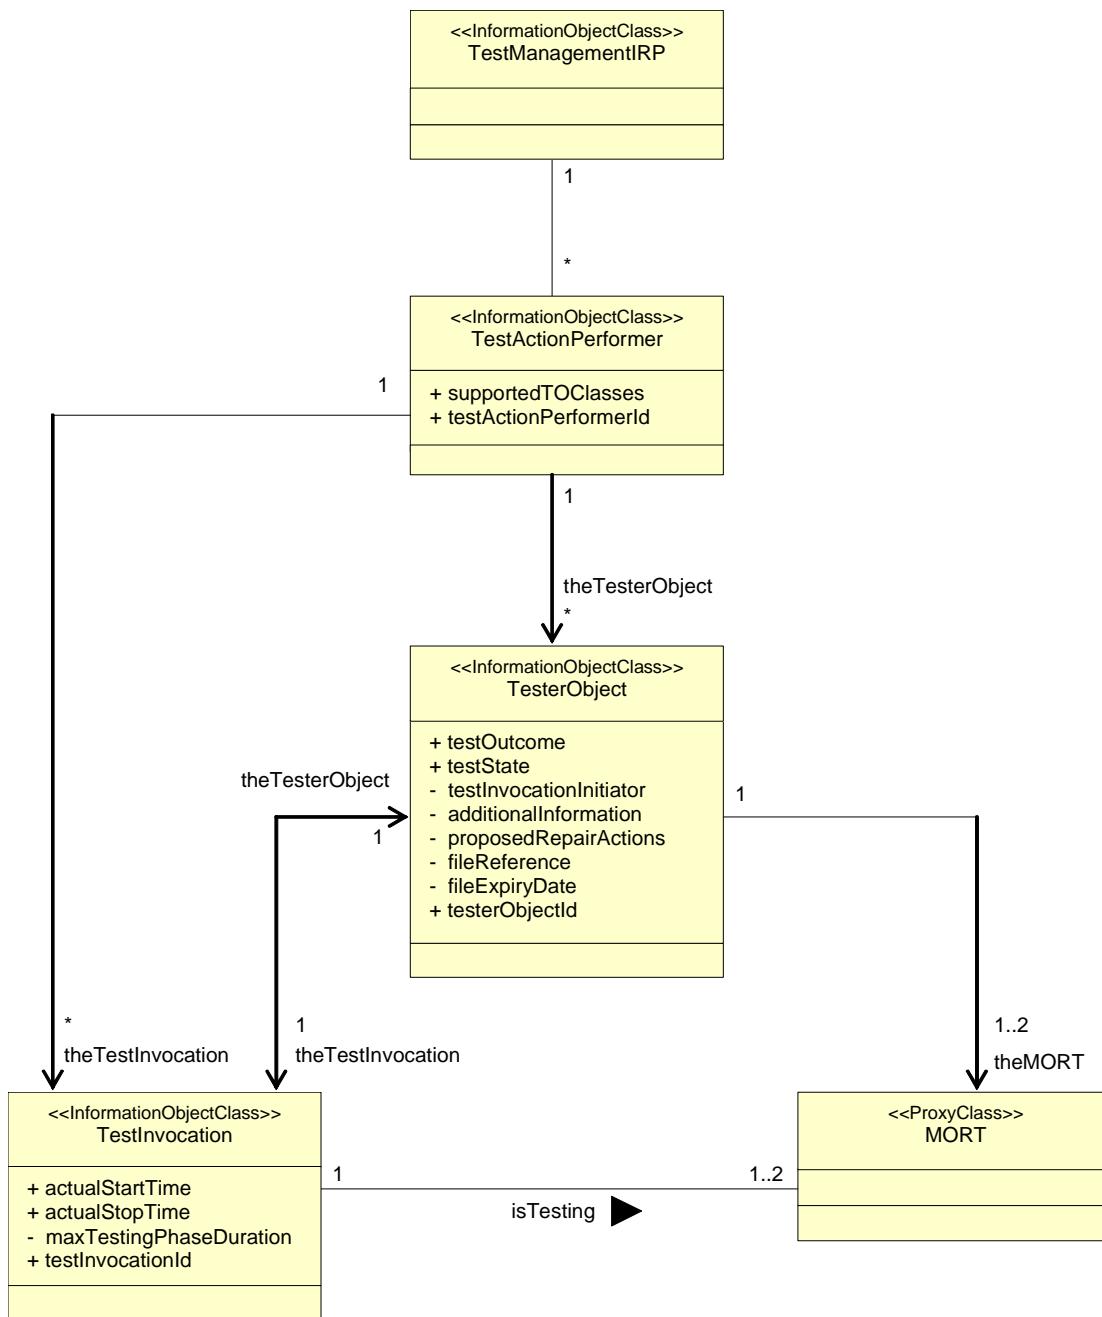 <<InformationObjectClass>>
TestManagementIRP
1
*
<<InformationObjectClass>>
TestActionPerformer
1
+ supportedTOClasses
+ testActionPerformerId
1
theTesterObject
*
<<InformationObjectClass>>
TesterObject
+ testOutcome
+ testState
- testInvocationInitiator
- additionalInformation
- proposedRepairActions
- fileReference
- fileExpiryDate
+ testerObjectId
theTesterObject
1
1
*
theTestInvocation
1
theTestInvocation
1..2
theMORT
<<InformationObjectClass>>
TestInvocation
+ actualStartTime
+ actualStopTime
- maxTestingPhaseDuration
+ testInvocationId
1
isTesting
1..2
<<ProxyClass>>
MORT